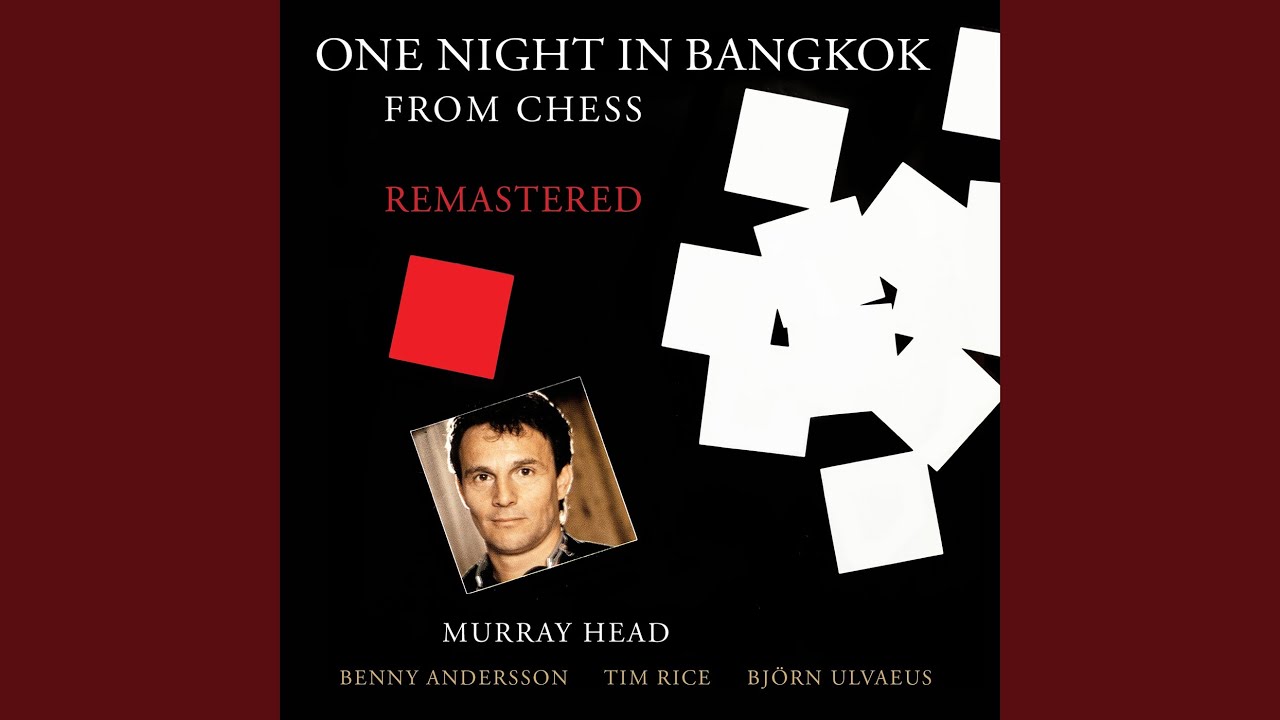 ONE NIGHT IN BANGKOK
FROM CHESS
REMASTERED
MURRAY HEAD
BENNY ANDERSSON TIM RICE BJÖRN ULVAEUS